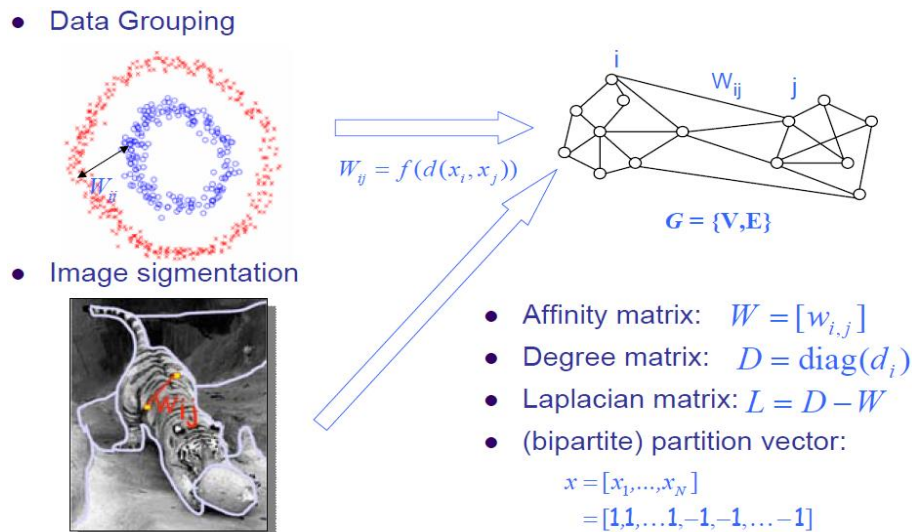 • Data Grouping
W_ij
W_ij = f(d(x_i, x_j))
i
W_ij
j
G = {V,E}
• Image sigmentation
W_ij
• Affinity matrix: W = [w_{i,j}]
• Degree matrix: D = diag(d_i)
• Laplacian matrix: L = D − W
• (bipartite) partition vector:
x = [x_1,...,x_N]
= [1,1,...1,−1,−1,...−1]